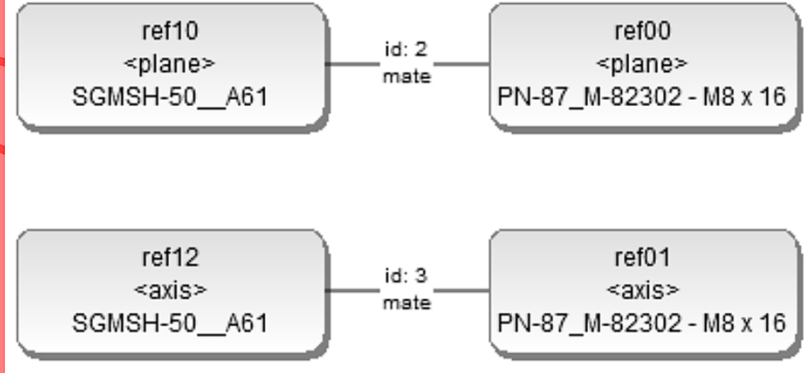 ref10
<plane>
SGMSH-50__A61
id: 2
mate
ref00
<plane>
PN-87_M-82302 - M8 x 16
ref12
<axis>
SGMSH-50__A61
id: 3
mate
ref01
<axis>
PN-87_M-82302 - M8 x 16